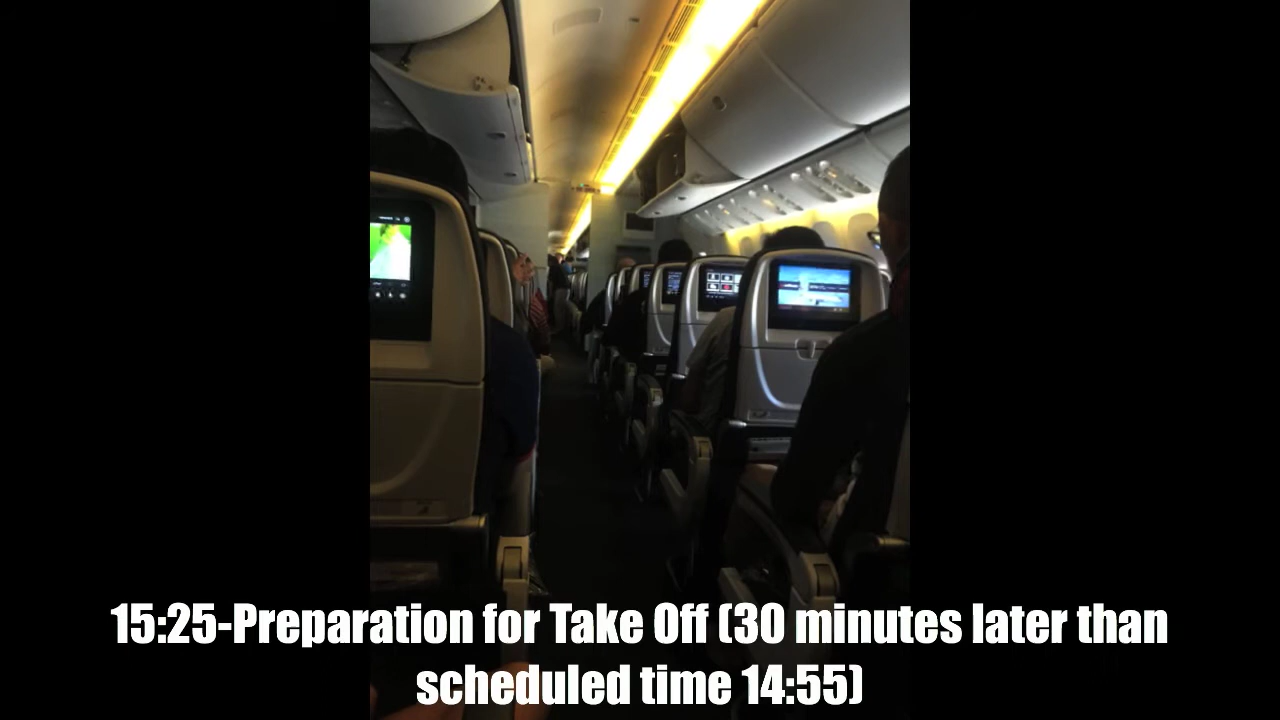 15:25-Preparation for Take Off (30 minutes later than
scheduled time 14:55)